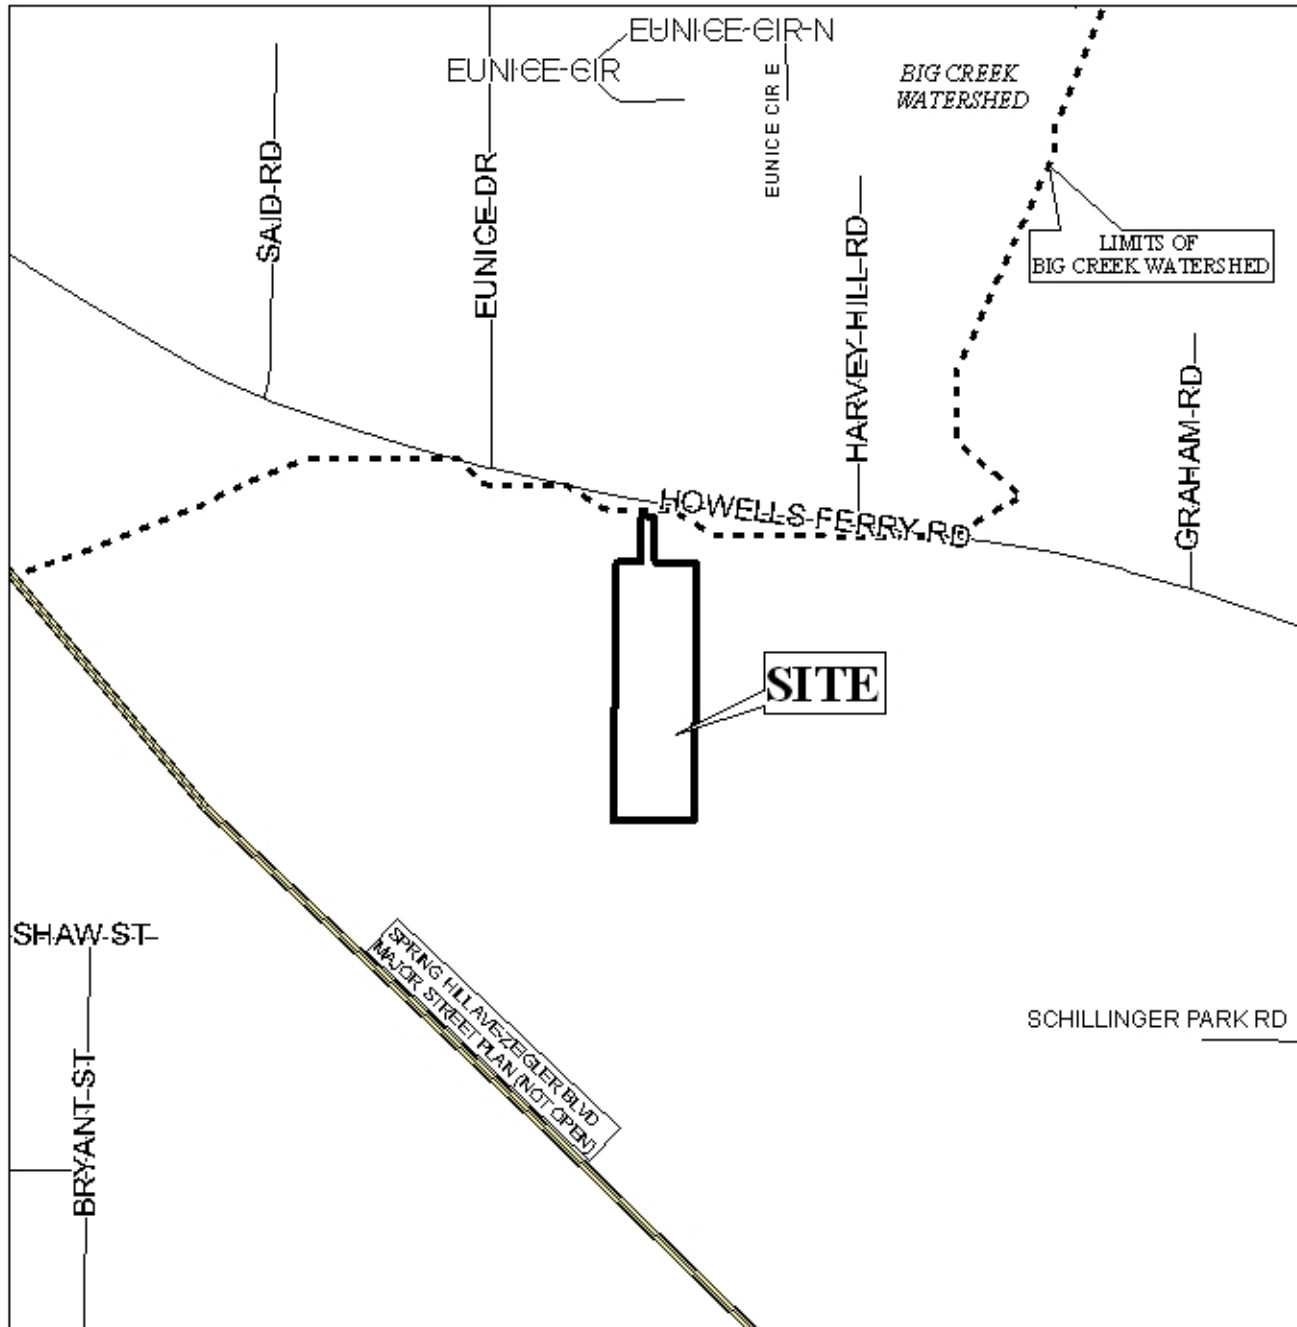 EUNICE CIR N
EUNICE CIR
EUNICE CIR E
BIG CREEK
WATERSHED
SAID RD
EUNICE DR
HARVEY HILL RD
LIMITS OF
BIG CREEK WATERSHED
GRAHAM RD
HOWELLS FERRY RD
SITE
SHAW ST
SPRING HILL AVE-ZEIGLER BLVD
MAJOR STREET PLAN (NOT OPEN)
SCHILLINGER PARK RD
BRYANT ST